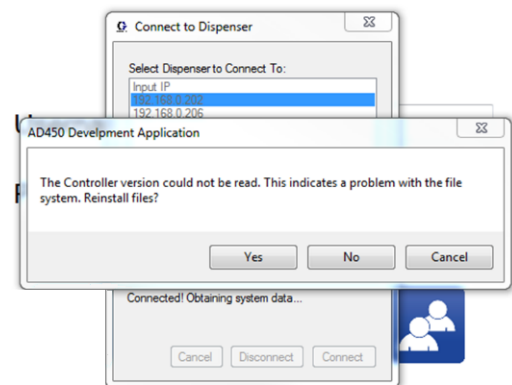 Connect to Dispenser
Select Dispenser to Connect To:
Input IP
192.168.0.202
192.168.0.206
AD450 Develpment Application
The Controller version could not be read. This indicates a problem with the file
system. Reinstall files?
Yes No Cancel
Connected! Obtaining system data...
Cancel Disconnect Connect